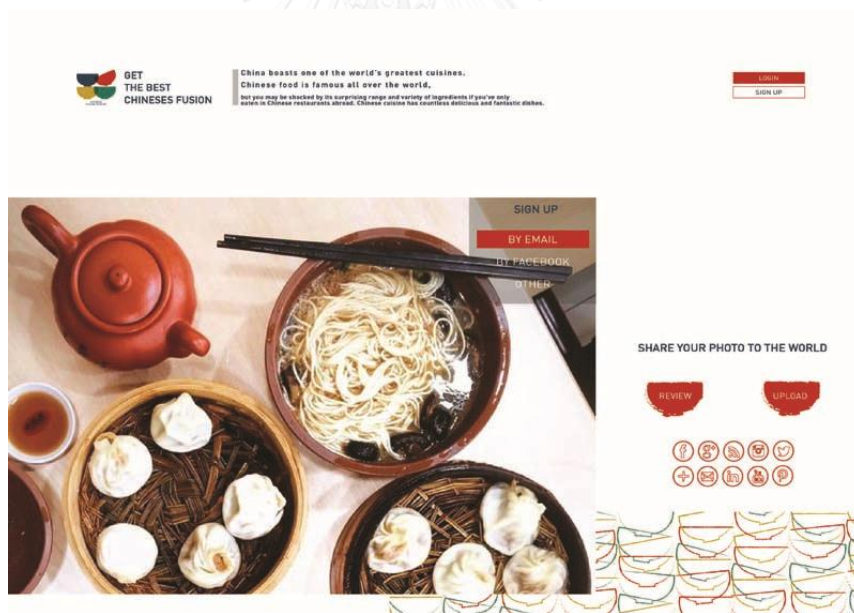 GET
THE BEST
CHINESES FUSION
China boasts one of the world's greatest cuisines.
Chinese food is famous all over the world,
but you may be shacked by its surprising range and variety of ingredients if you've only
eaten in Chinese restaurants abroad. Chinese cuisine has countless delicious and fantastic dishes.
LOGIN
SIGN UP
SIGN UP
BY EMAIL
BY FACEBOOK
OTHER
SHARE YOUR PHOTO TO THE WORLD
REVIEW
UPLOAD